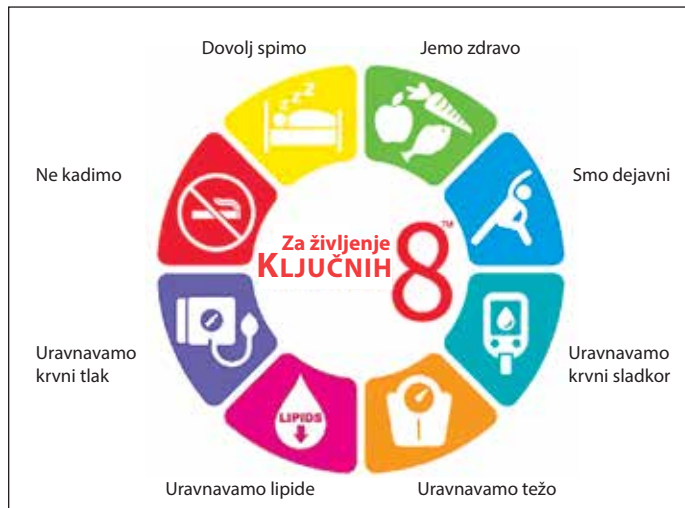 Dovolj spimo
Jemo zdravo
Ne kadimo
Smo dejavni
Za življenje
KLJUČNIH 8™
Uravnavamo
krvni tlak
Uravnavamo
krvni sladkor
LIPIDS
Uravnavamo lipide
Uravnavamo težo
zzz